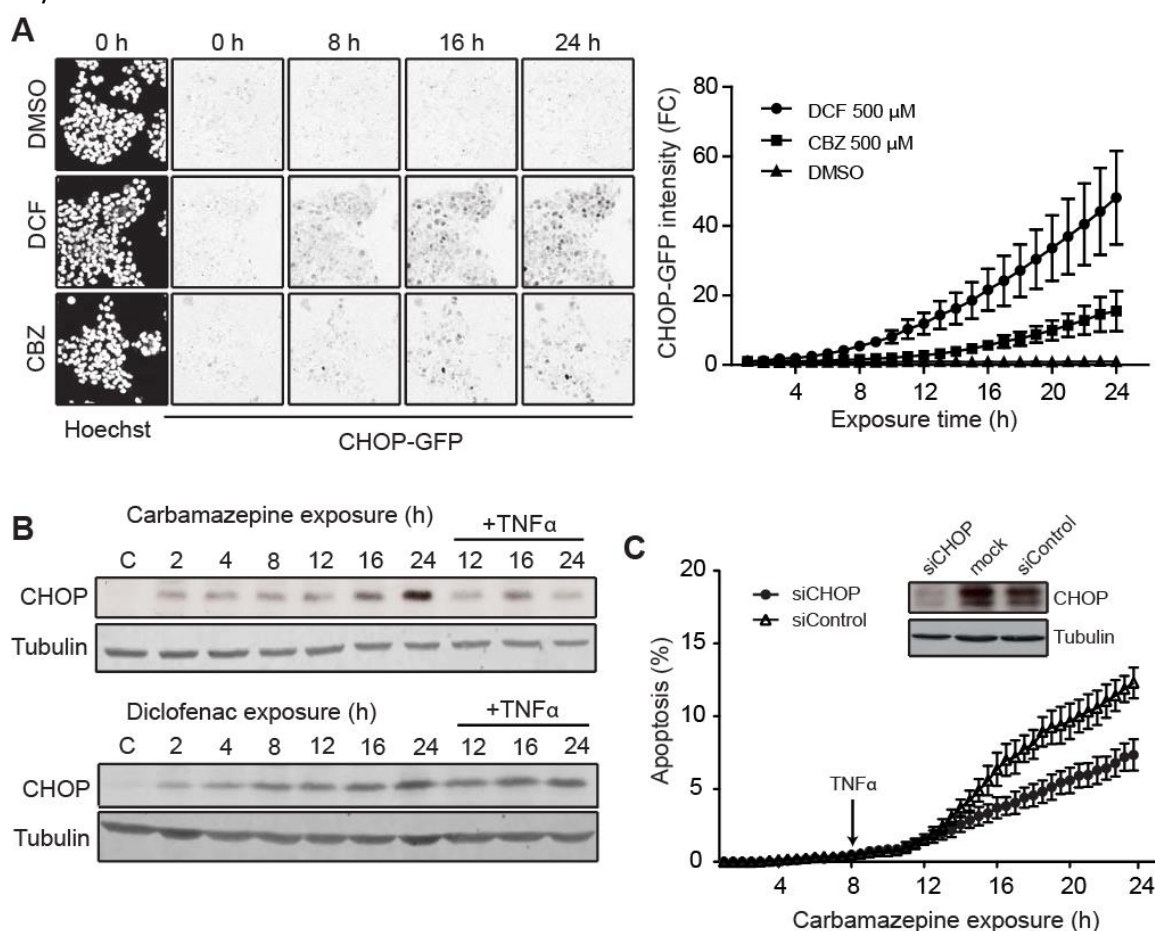 A
0 h 0 h 8 h 16 h 24 h
DMSO
DCF
CBZ
Hoechst
CHOP-GFP
CHOP-GFP intensity (FC)
80
60
40
20
0
DCF 500 µM
CBZ 500 µM
DMSO
4 8 12 16 20 24
Exposure time (h)
B
Carbamazepine exposure (h)
+TNFα
C 2 4 8 12 16 24 12 16 24
CHOP
Tubulin
Diclofenac exposure (h)
+TNFα
C 2 4 8 12 16 24 12 16 24
CHOP
Tubulin
C
Apoptosis (%)
20
15
10
5
0
siCHOP
siControl
siCHOP mock siControl
CHOP
Tubulin
TNFα
4 8 12 16 20 24
Carbamazepine exposure (h)